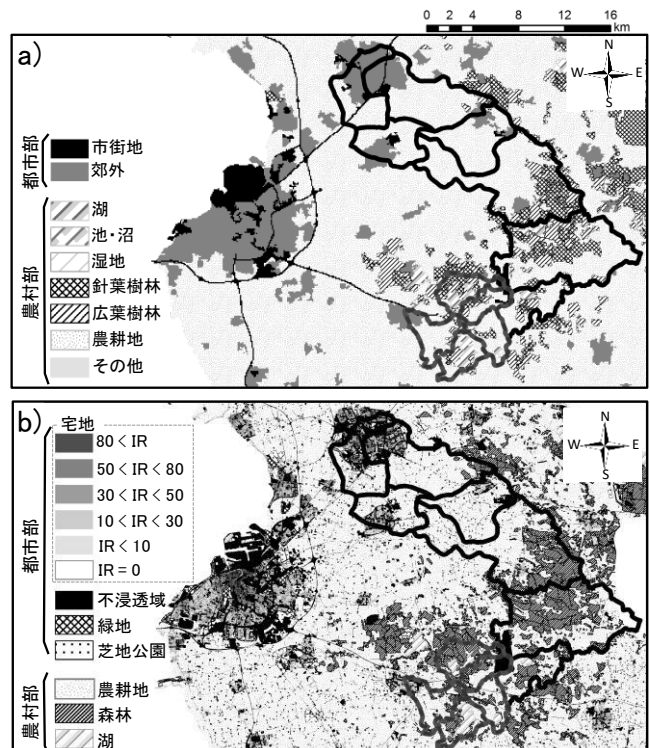 0 2 4 8 12 16
km
a)
N
W E
S
都市部
市街地
郊外
農村部
湖
池・沼
湿地
針葉樹林
広葉樹林
農耕地
その他
b)
N
W E
S
都市部
宅地
80＜IR
50＜IR＜80
30＜IR＜50
10＜IR＜30
IR＜10
IR＝0
不浸透域
緑地
芝地公園
農村部
農耕地
森林
湖